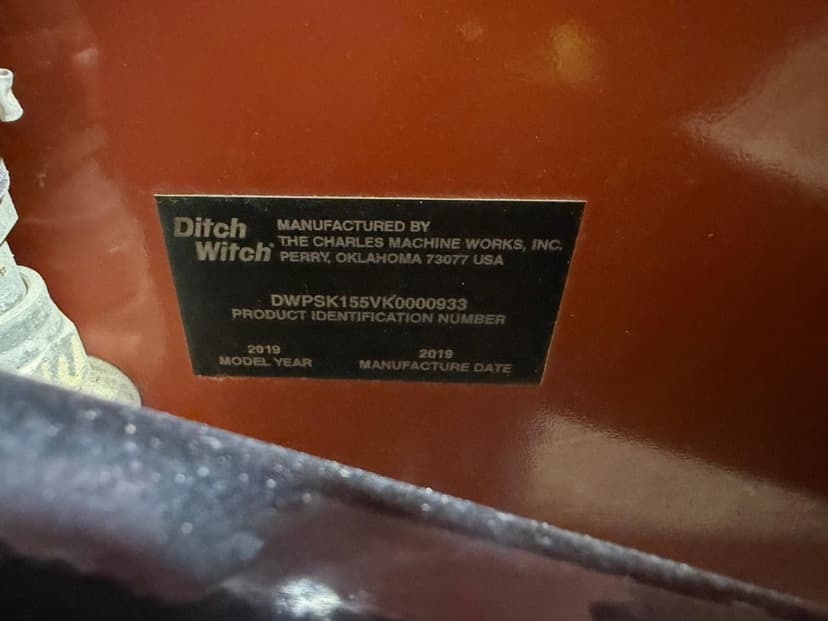 Ditch
Witch®
MANUFACTURED BY
THE CHARLES MACHINE WORKS, INC.
PERRY, OKLAHOMA 73077 USA
DWPSK155VK0000933
PRODUCT IDENTIFICATION NUMBER
2019
MODEL YEAR
2019
MANUFACTURE DATE